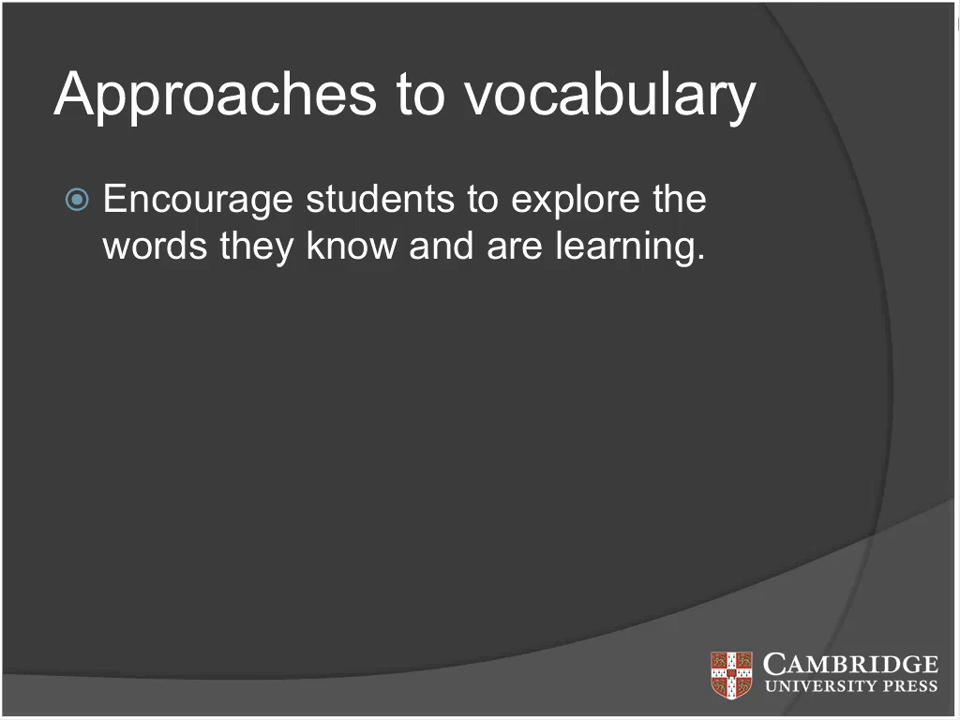 Approaches to vocabulary
Encourage students to explore the
words they know and are learning.
CAMBRIDGE
UNIVERSITY PRESS